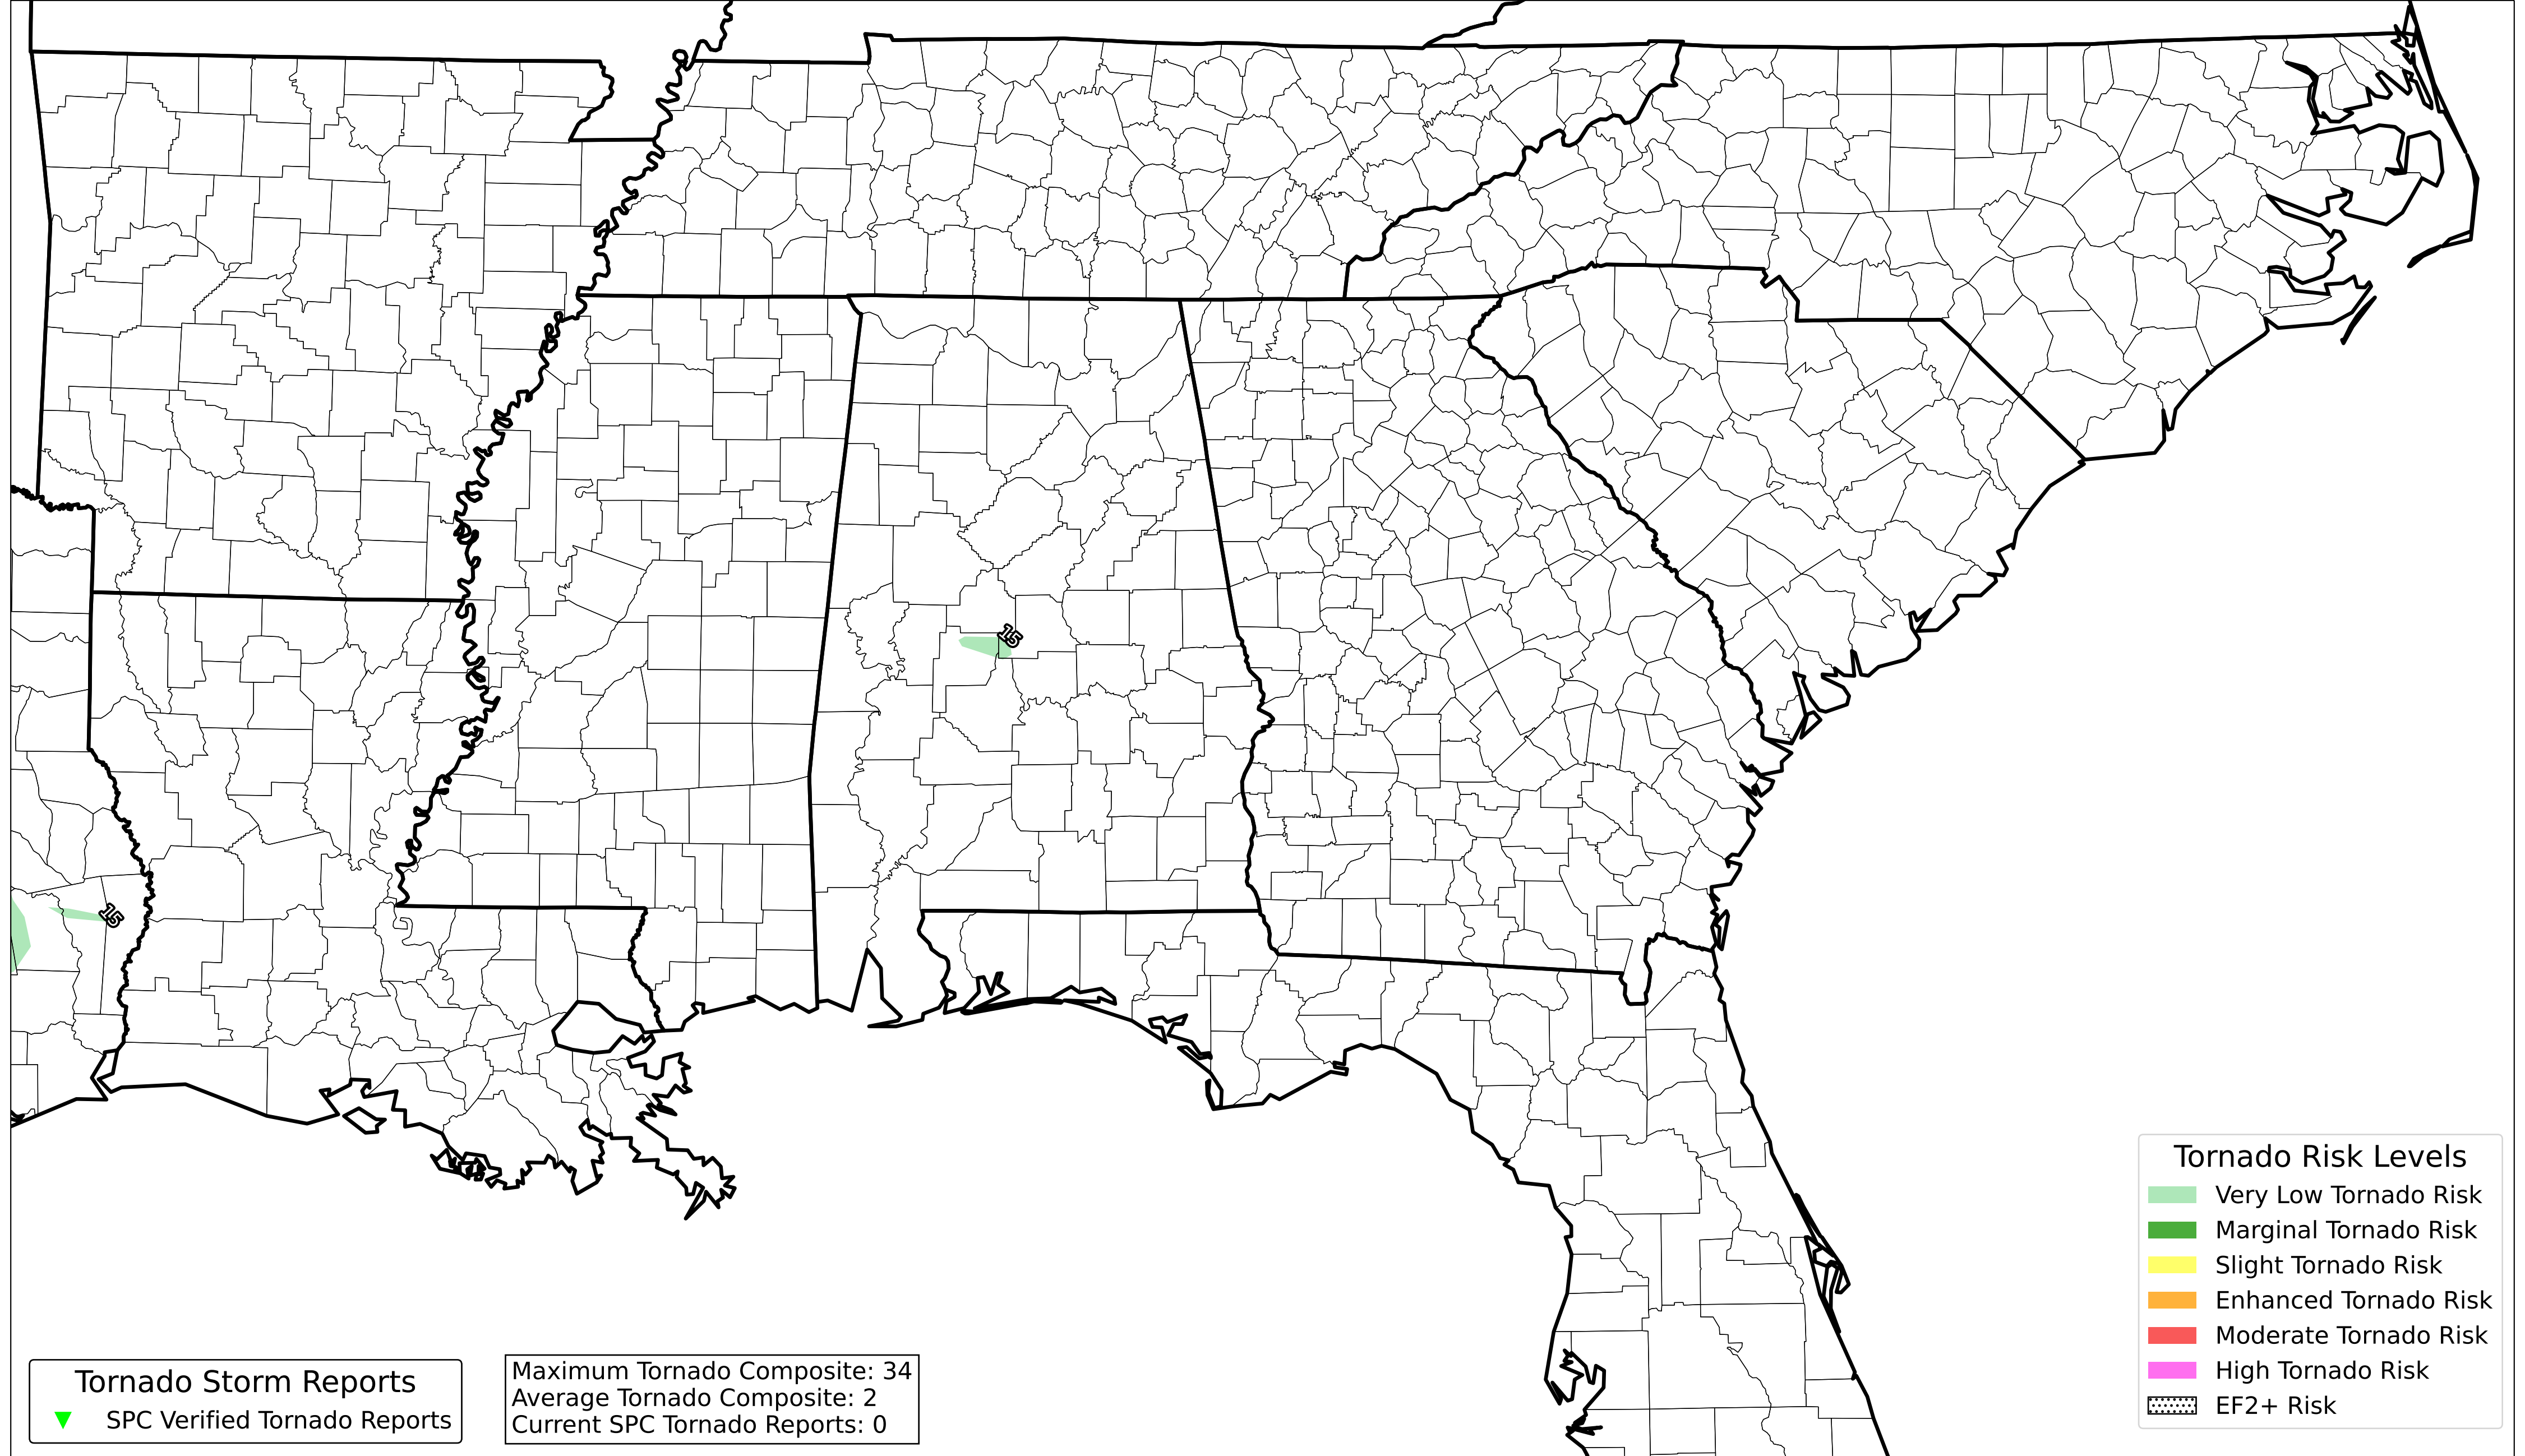 15
15
Tornado Risk Levels
Very Low Tornado Risk
Marginal Tornado Risk
Slight Tornado Risk
Enhanced Tornado Risk
Moderate Tornado Risk
High Tornado Risk
EF2+ Risk
Tornado Storm Reports
SPC Verified Tornado Reports
Maximum Tornado Composite: 34
Average Tornado Composite: 2
Current SPC Tornado Reports: 0